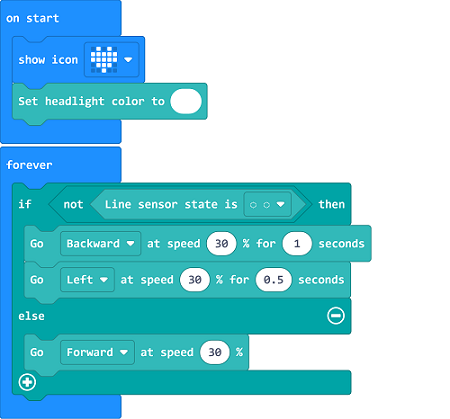 on start
show icon
Set headlight color to
forever
if not Line sensor state is ○ ○ then
Go Backward at speed 30 % for 1 seconds
Go Left at speed 30 % for 0.5 seconds
else
Go Forward at speed 30 %